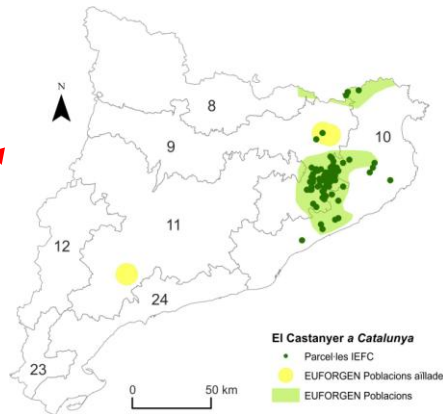 N
8
9
10
11
12
24
23
El Castanyer a Catalunya
Parcel·les IEFC
EUFORGEN Poblacions aïllade
EUFORGEN Poblacions
0
50 km